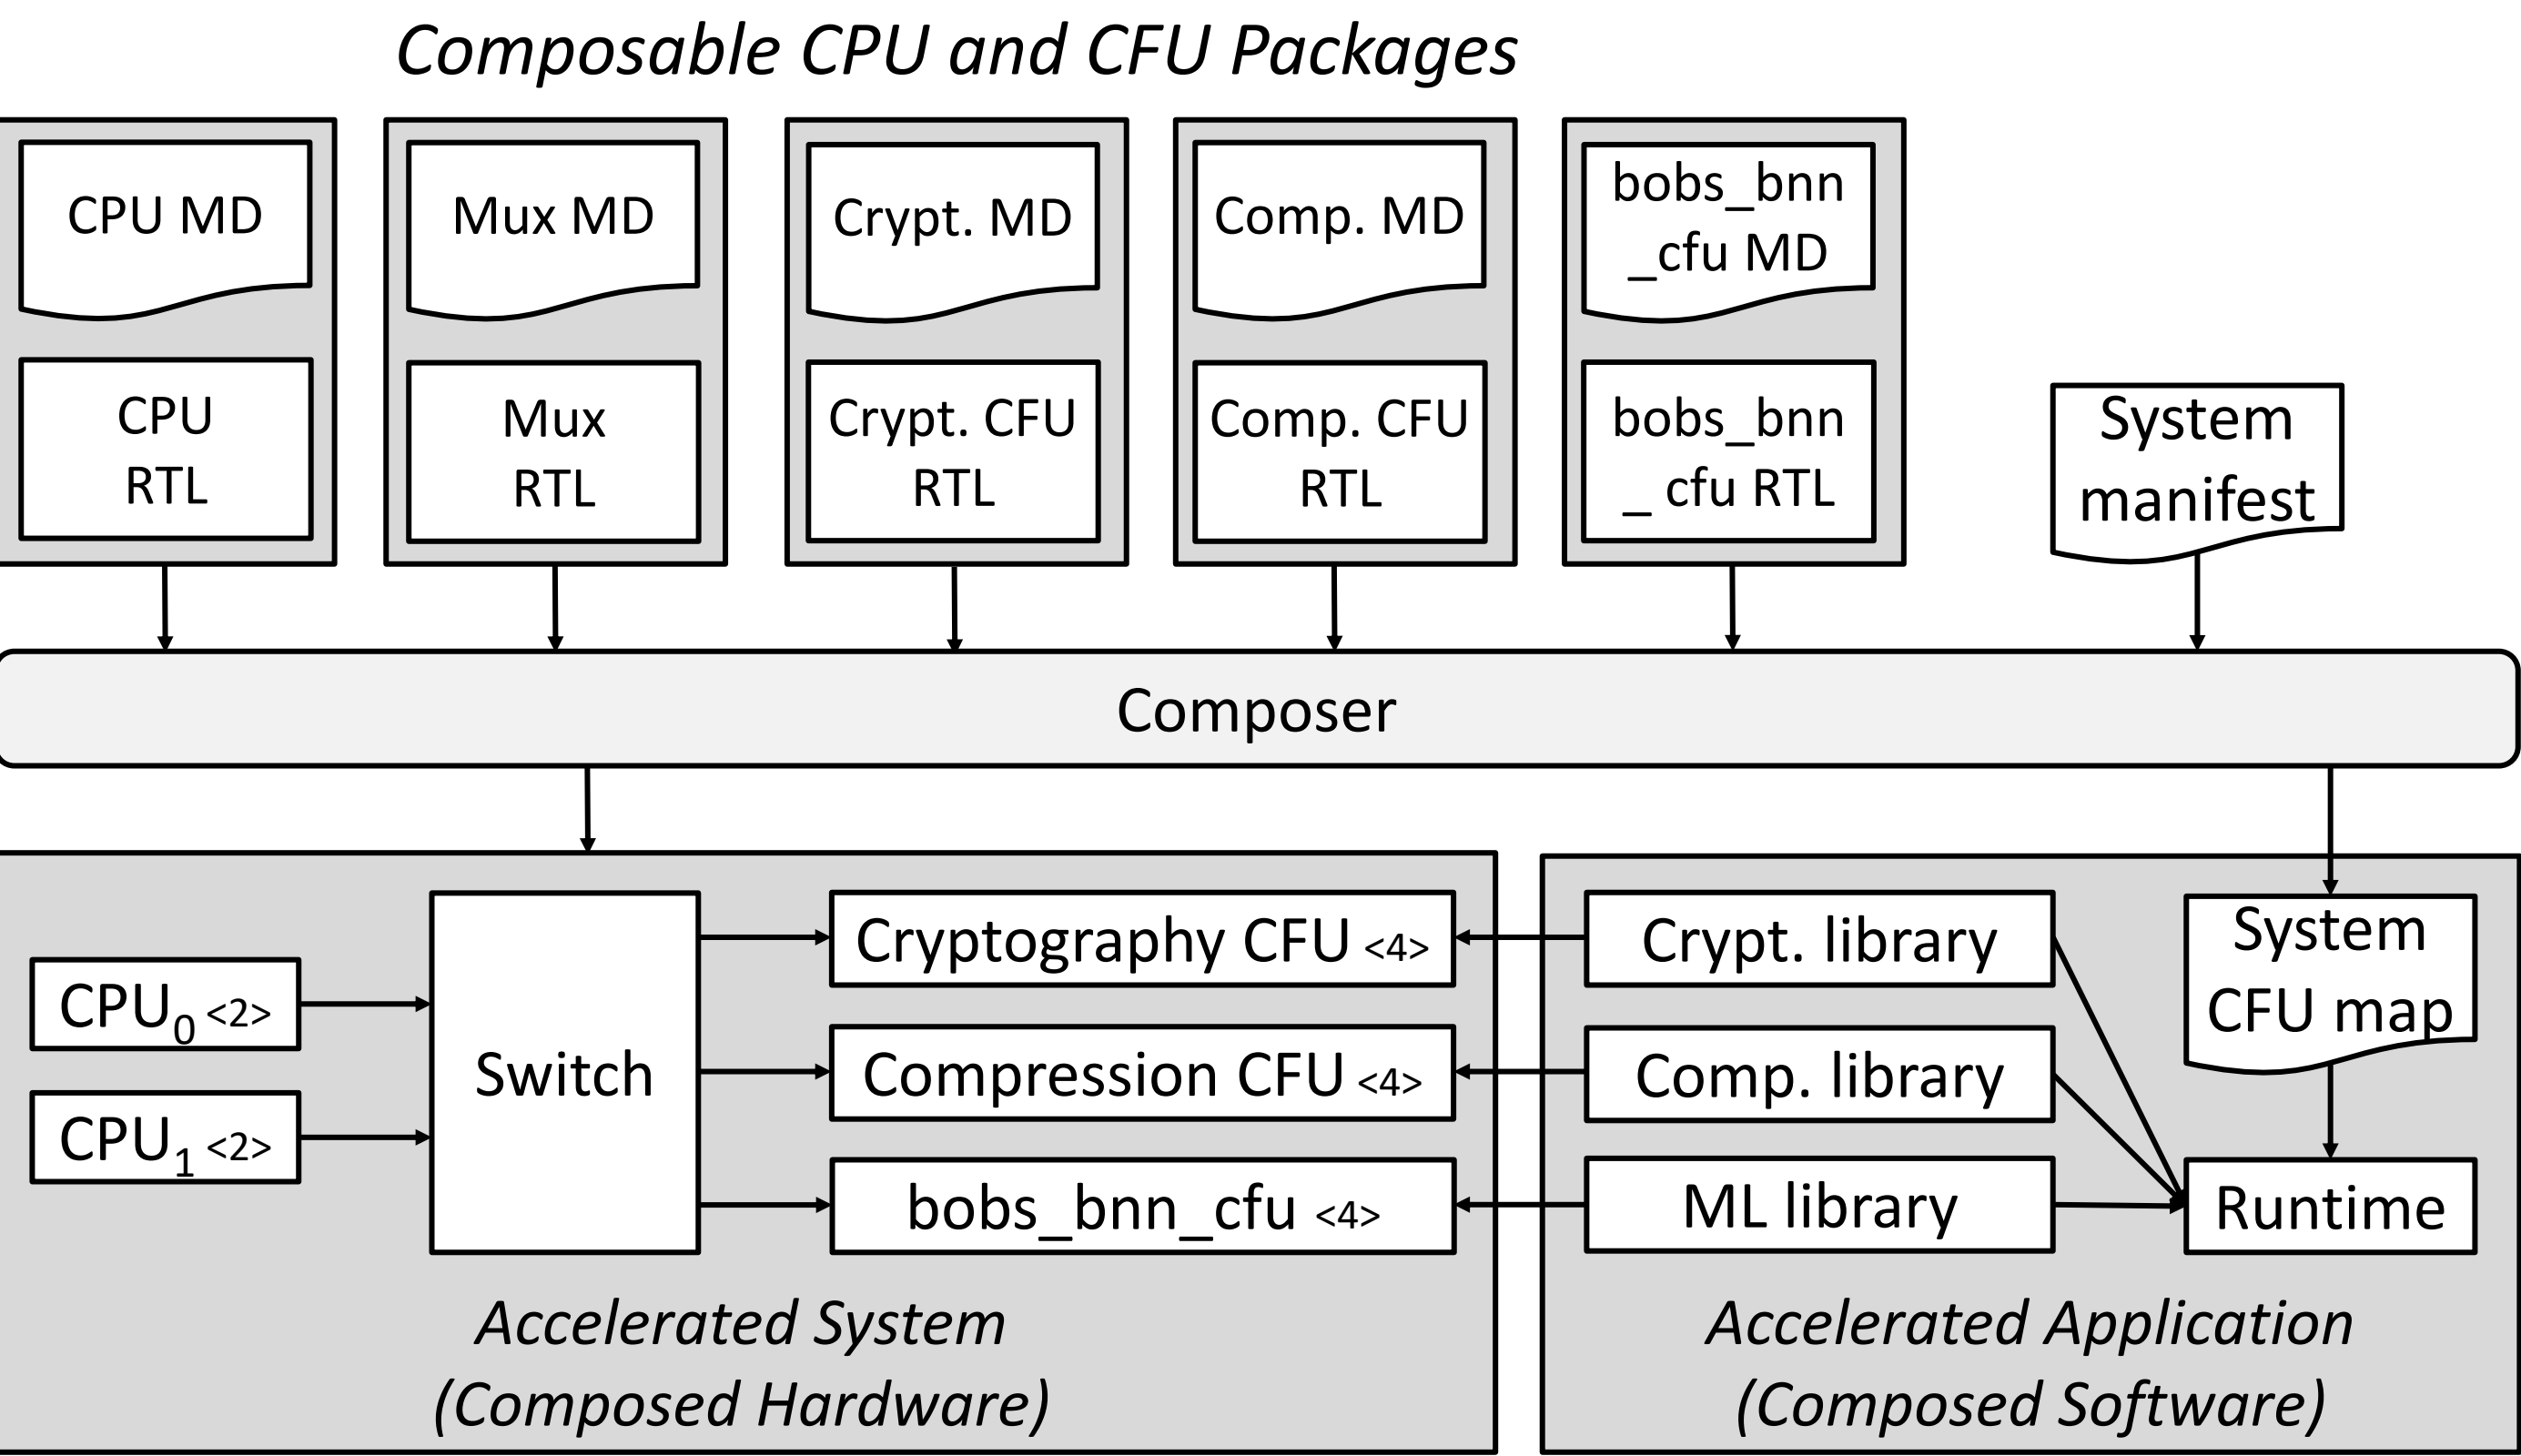 Composable CPU and CFU Packages
CPU MD
Mux MD
Crypt. MD
Comp. MD
bobs_bnn
_cfu MD
CPU
RTL
Mux
RTL
Crypt. CFU
RTL
Comp. CFU
RTL
bobs_bnn
_ cfu RTL
System
manifest
Composer
CPU0 <2>
CPU1 <2>
Switch
Cryptography CFU <4>
Compression CFU <4>
bobs_bnn_cfu <4>
Accelerated System
(Composed Hardware)
Crypt. library
Comp. library
ML library
System
CFU map
Runtime
Accelerated Application
(Composed Software)